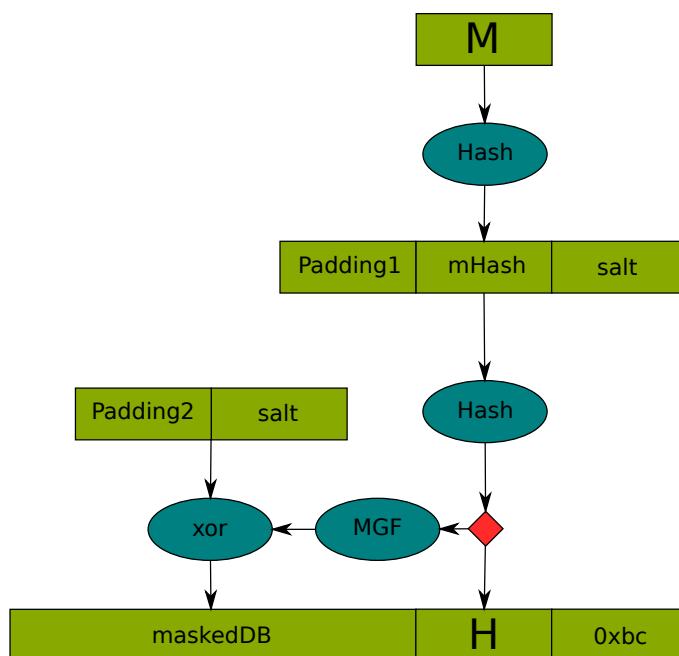 M
Hash
Padding1 mHash salt
Hash
Padding2 salt
xor MGF
maskedDB H 0xbc